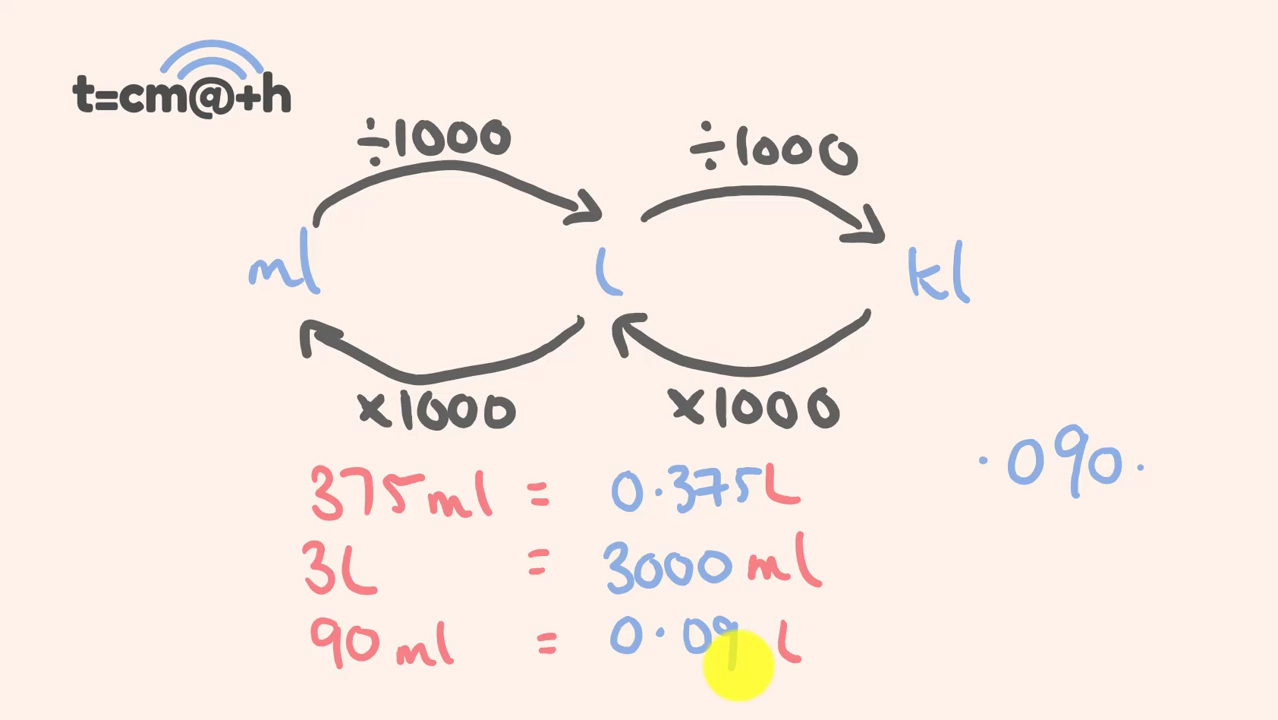 t=cm@+h
÷1000 ÷1000
ml L kl
x1000 x1000
·090·
375ml = 0·375L
3L = 3000ml
90ml = 0·09 L